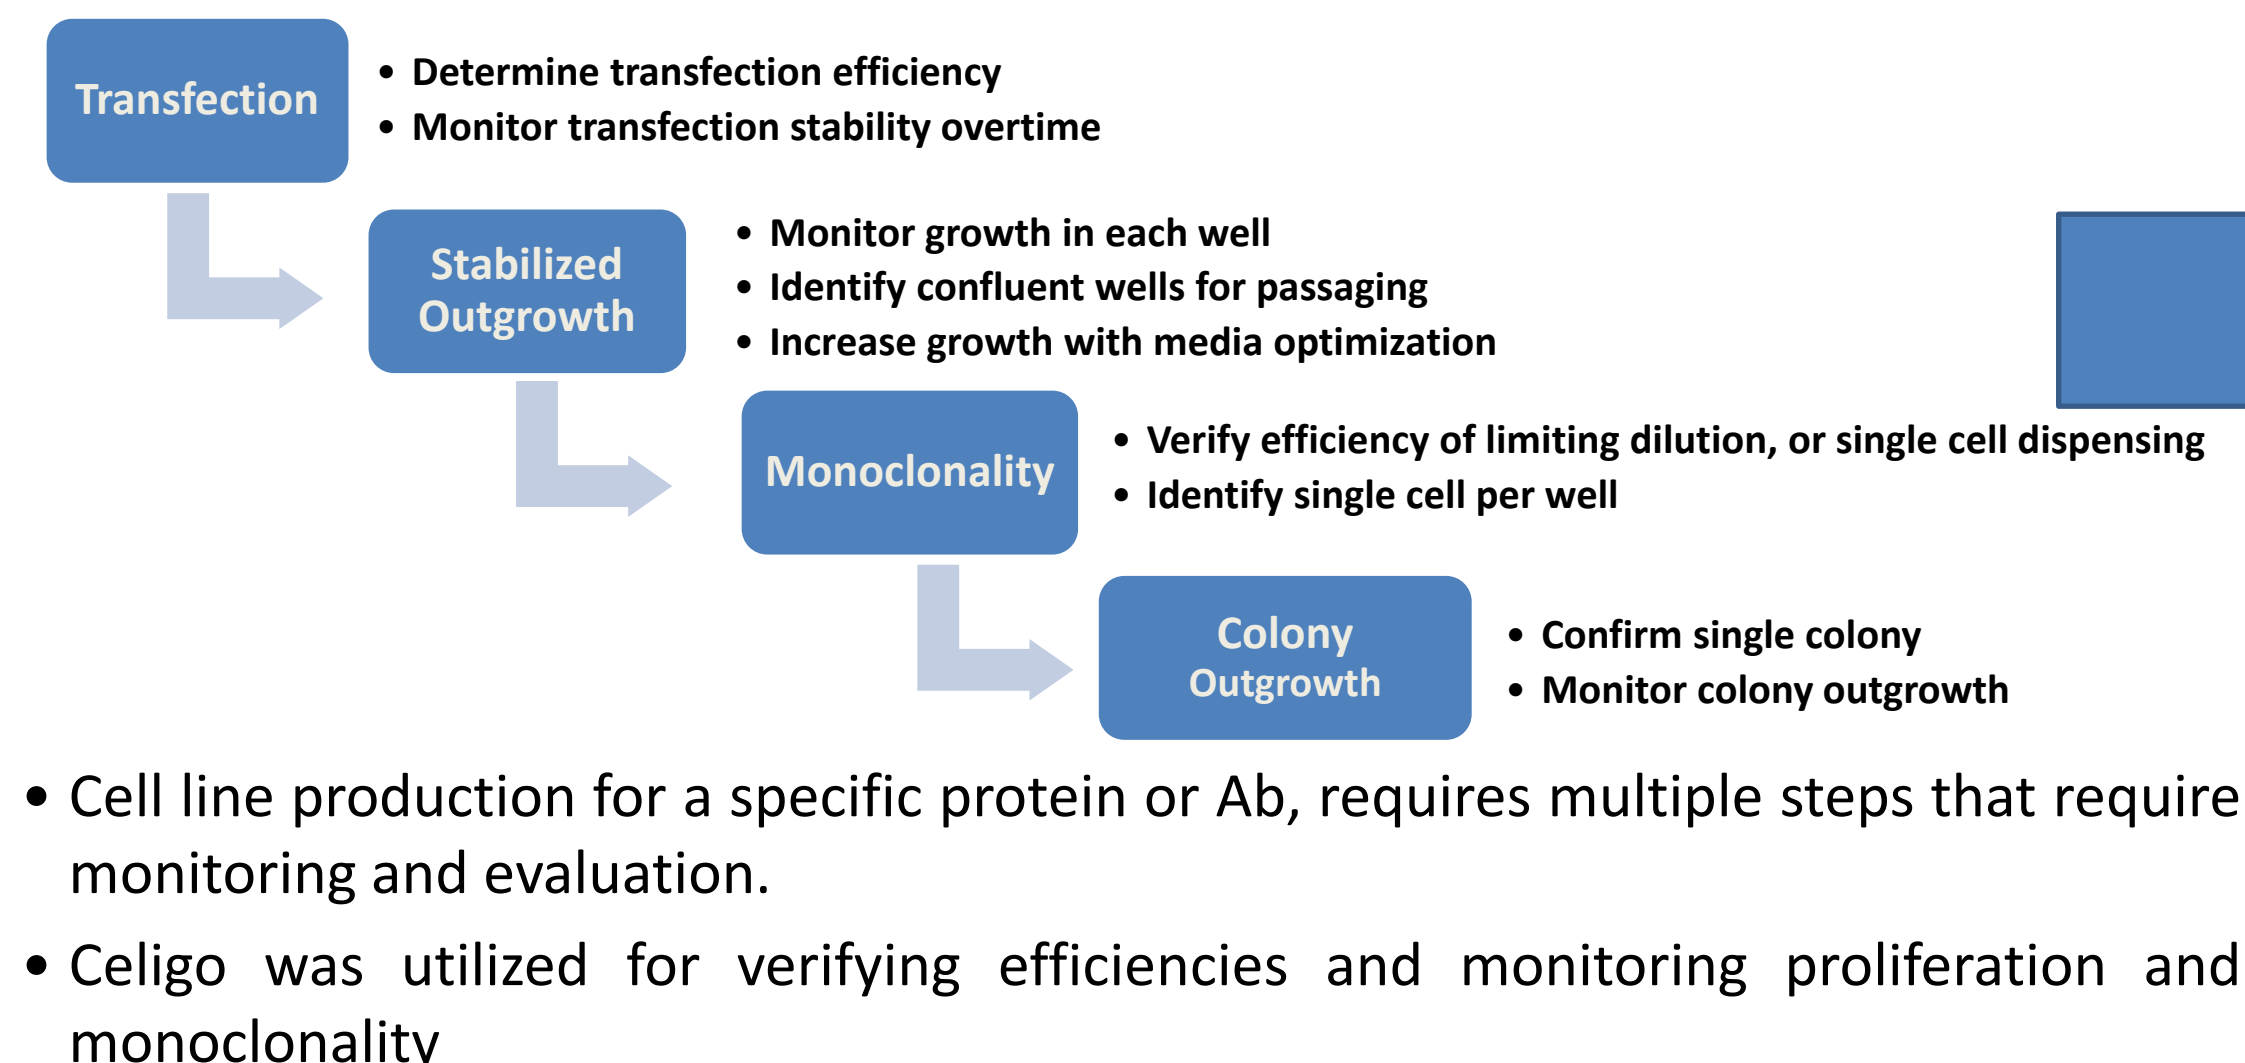 Transfection
• Determine transfection efficiency
• Monitor transfection stability overtime
Stabilized
Outgrowth
• Monitor growth in each well
• Identify confluent wells for passaging
• Increase growth with media optimization
Monoclonality
• Verify efficiency of limiting dilution, or single cell dispensing
• Identify single cell per well
Colony
Outgrowth
• Confirm single colony
• Monitor colony outgrowth
• Cell line production for a specific protein or Ab, requires multiple steps that require
monitoring and evaluation.
• Celigo was utilized for verifying efficiencies and monitoring proliferation and
monoclonality